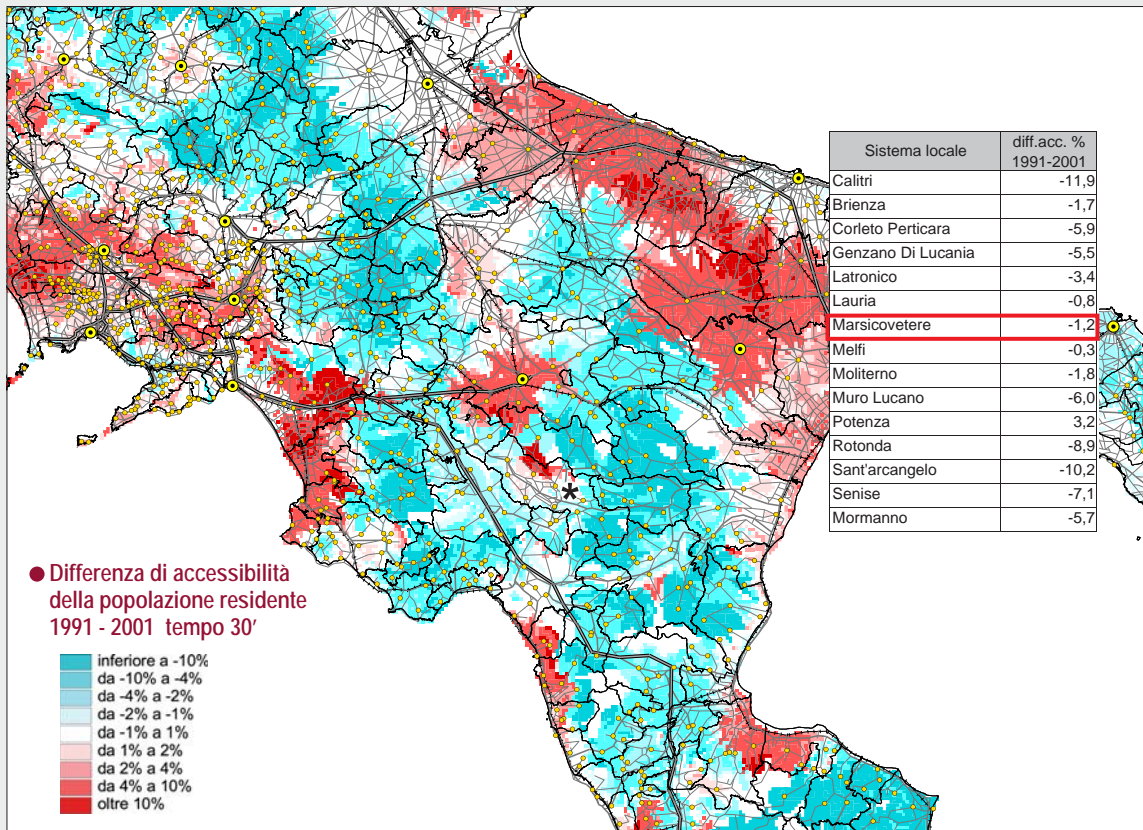 Sistema locale diff.acc. % 1991-2001
Calitri -11,9
Brienza -1,7
Corleto Perticara -5,9
Genzano Di Lucania -5,5
Latronico -3,4
Lauria -0,8
Marsicovetere -1,2
Melfi -0,3
Moliterno -1,8
Muro Lucano -6,0
Potenza 3,2
Rotonda -8,9
Sant'arcangelo -10,2
Senise -7,1
Mormanno -5,7
*
● Differenza di accessibilità
della popolazione residente
1991 - 2001 tempo 30'
inferiore a -10%
da -10% a -4%
da -4% a -2%
da -2% a -1%
da -1% a 1%
da 1% a 2%
da 2% a 4%
da 4% a 10%
oltre 10%